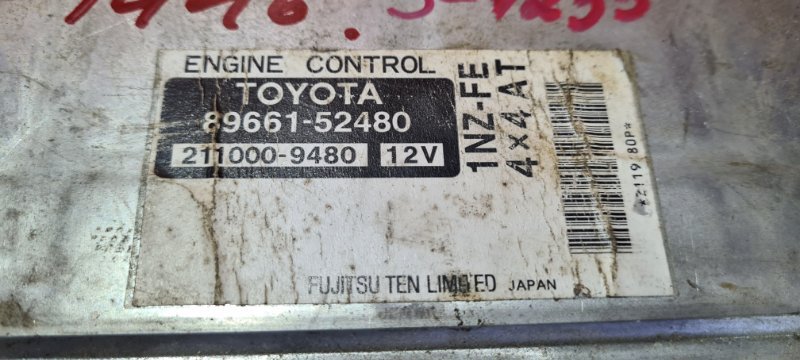 ENGINE CONTROL
TOYOTA
89661-52480
211000-9480 12V
1NZ-FE
4×4 AT
*2119 80P*
FUJITSU TEN LIMITED JAPAN